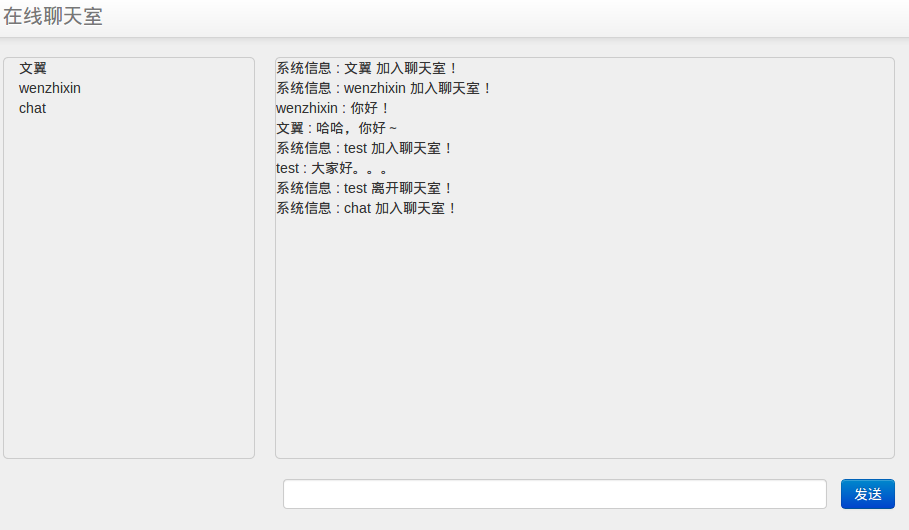 在线聊天室
文翼
wenzhixin
chat
系统信息 : 文翼 加入聊天室！
系统信息 : wenzhixin 加入聊天室！
wenzhixin : 你好！
文翼 : 哈哈，你好 ~
系统信息 : test 加入聊天室！
test : 大家好。。。
系统信息 : test 离开聊天室！
系统信息 : chat 加入聊天室！
发送